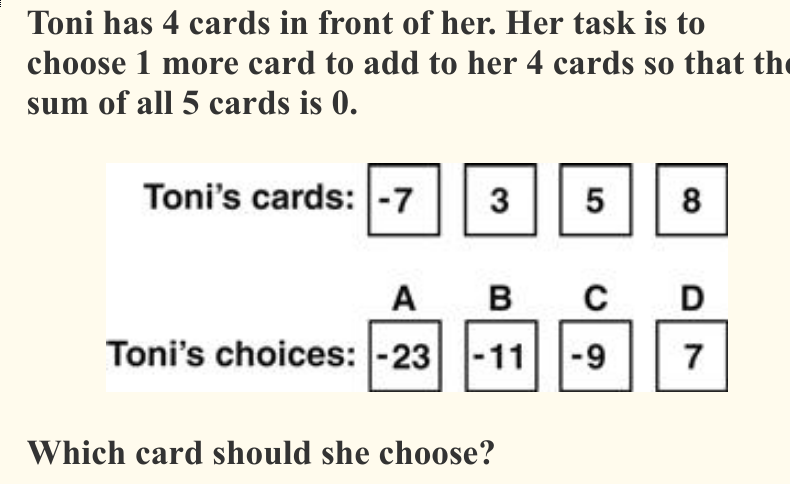 Toni has 4 cards in front of her. Her task is to
choose 1 more card to add to her 4 cards so that the
sum of all 5 cards is 0.
Toni's cards: -7 3 5 8
A B C D
Toni's choices: -23 -11 -9 7
Which card should she choose?